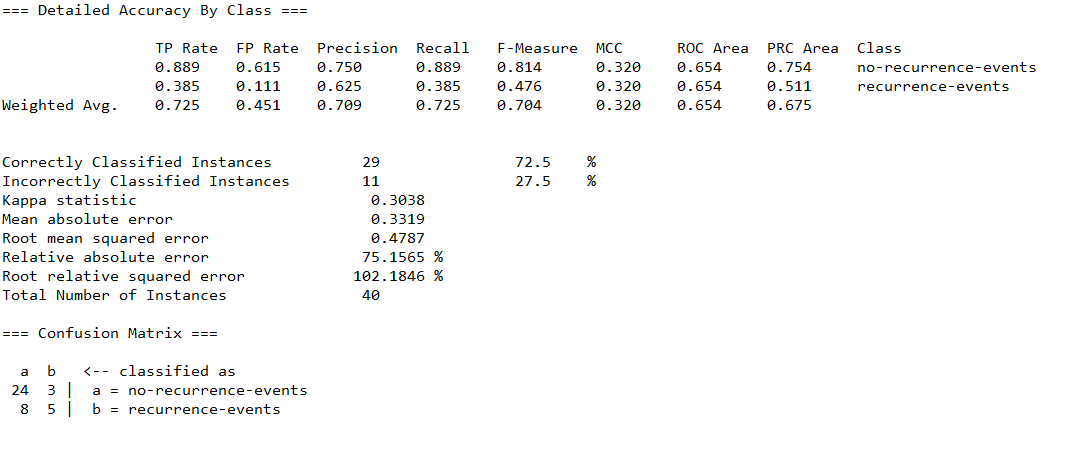 === Detailed Accuracy By Class ===
TP Rate  FP Rate  Precision  Recall   F-Measure  MCC      ROC Area  PRC Area  Class
0.889    0.615    0.750      0.889    0.814      0.320    0.654     0.754     no-recurrence-events
0.385    0.111    0.625      0.385    0.476      0.320    0.654     0.511     recurrence-events
Weighted Avg.    0.725    0.451    0.709      0.725    0.704      0.320    0.654     0.675
Correctly Classified Instances          29               72.5    %
Incorrectly Classified Instances        11               27.5    %
Kappa statistic                          0.3038
Mean absolute error                      0.3319
Root mean squared error                  0.4787
Relative absolute error                 75.1565 %
Root relative squared error            102.1846 %
Total Number of Instances               40
=== Confusion Matrix ===
a  b   <-- classified as
24  3 |  a = no-recurrence-events
8  5 |  b = recurrence-events